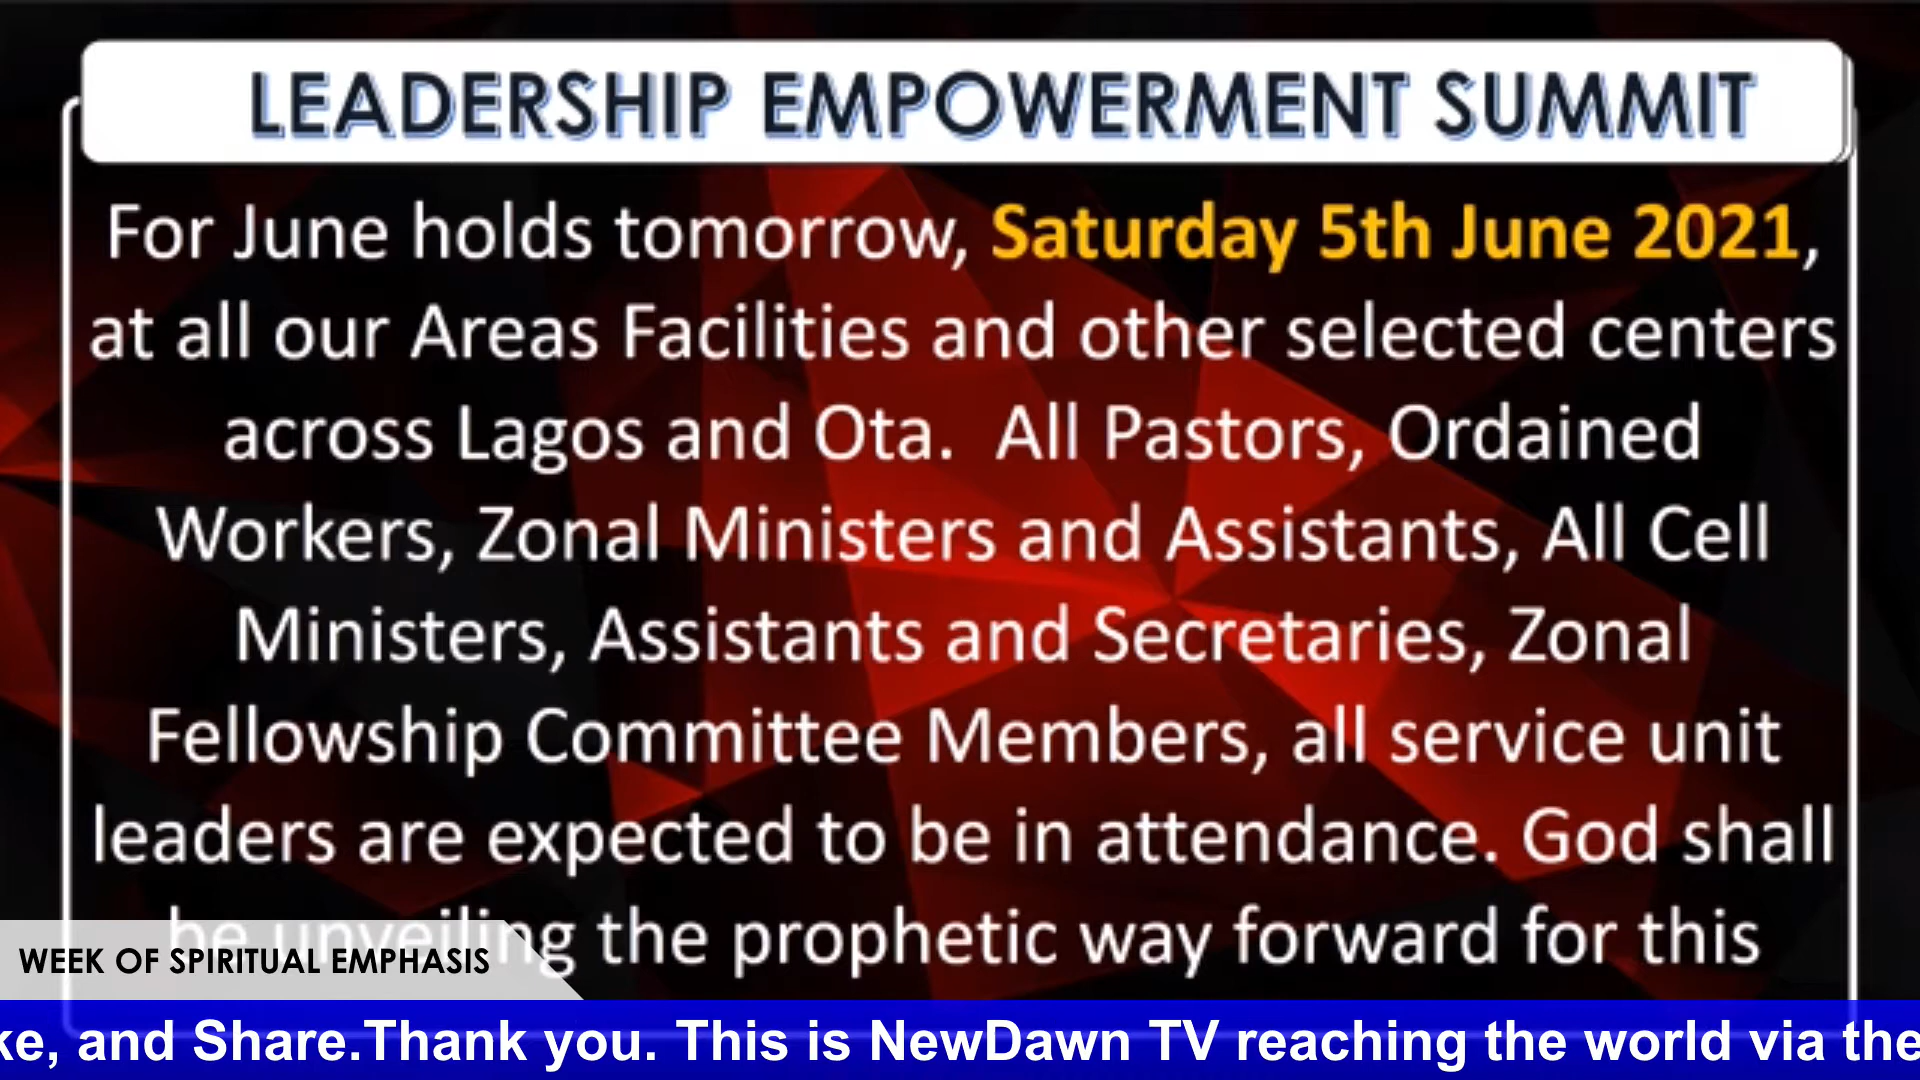 LEADERSHIP EMPOWERMENT SUMMIT
For June holds tomorrow, Saturday 5th June 2021,
at all our Areas Facilities and other selected centers
across Lagos and Ota.  All Pastors, Ordained
Workers, Zonal Ministers and Assistants, All Cell
Ministers, Assistants and Secretaries, Zonal
Fellowship Committee Members, all service unit
leaders are expected to be in attendance. God shall
be unveiling the prophetic way forward for this
WEEK OF SPIRITUAL EMPHASIS
ke, and Share.Thank you. This is NewDawn TV reaching the world via the